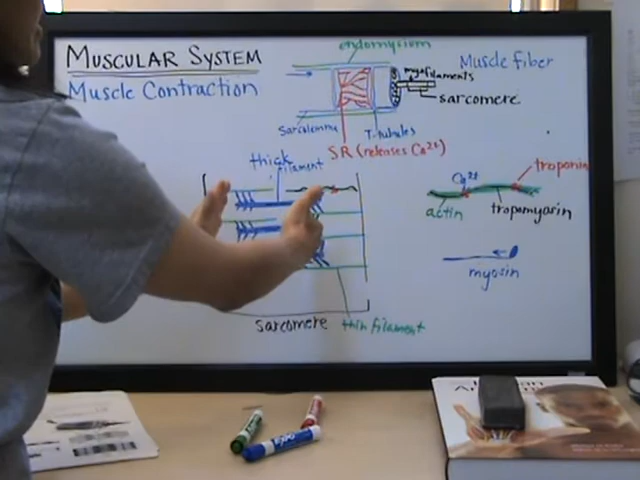 MUSCULAR SYSTEM
Muscle Contraction
endomysium
Muscle fiber
myofilaments
sarcomere
Sarcolemma
T-tubules
SR (releases Ca²⁺)
thick
filament
Ca²⁺
troponin
actin
tropomyosin
myosin
sarcomere
thin filament
EXPO